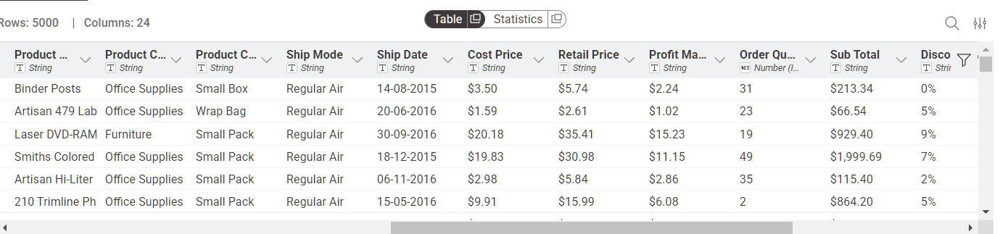 Rows: 5000 | Columns: 24
Table Statistics
Product ... Product C... Product C... Ship Mode Ship Date Cost Price Retail Price Profit Ma... Order Qu... Sub Total Disco
T String T String T String T String T String T String T String T String 123 Number (I... T String T Strir
Binder Posts Office Supplies Small Box Regular Air 14-08-2015 $3.50 $5.74 $2.24 31 $213.34 0%
Artisan 479 Lab Office Supplies Wrap Bag Regular Air 20-06-2016 $1.59 $2.61 $1.02 23 $66.54 5%
Laser DVD-RAM Furniture Small Pack Regular Air 30-09-2016 $20.18 $35.41 $15.23 19 $929.40 9%
Smiths Colored Office Supplies Small Pack Regular Air 18-12-2015 $19.83 $30.98 $11.15 49 $1,999.69 7%
Artisan Hi-Liter Office Supplies Small Pack Regular Air 06-11-2016 $2.98 $5.84 $2.86 35 $115.40 2%
210 Trimline Ph Office Supplies Small Pack Regular Air 15-05-2016 $9.91 $15.99 $6.08 2 $864.20 5%